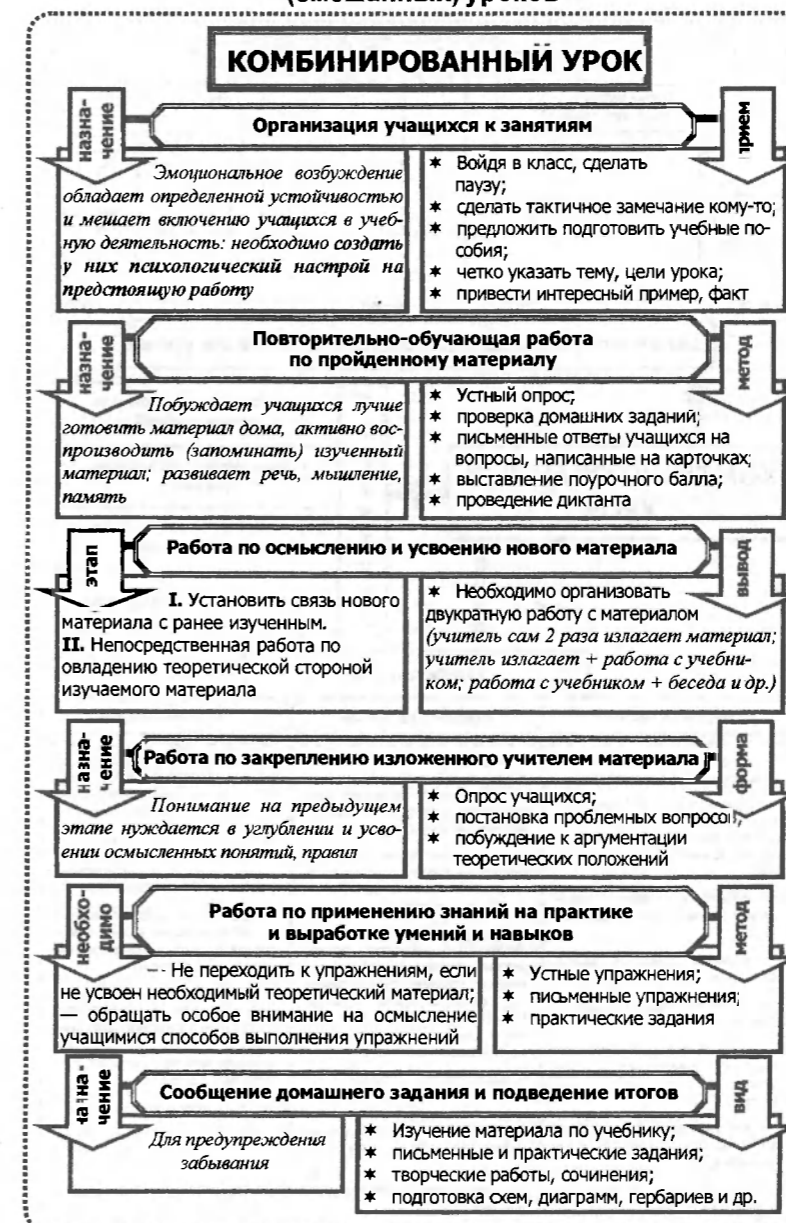 (смешанных) уроков
КОМБИНИРОВАННЫЙ УРОК
назна-
чение
Организация учащихся к занятиям
прием
Эмоциональное возбуждение
обладает определенной устойчивостью
и мешает включению учащихся в учеб-
ную деятельность: необходимо создать
у них психологический настрой на
предстоящую работу
* Войдя в класс, сделать
паузу;
* сделать тактичное замечание кому-то;
* предложить подготовить учебные по-
собия;
* четко указать тему, цели урока;
* привести интересный пример, факт
назна-
чение
Повторительно-обучающая работа
по пройденному материалу
метод
Побуждает учащихся лучше
готовить материал дома, активно вос-
производить (запоминать) изученный
материал; развивает речь, мышление,
память
* Устный опрос;
* проверка домашних заданий;
* письменные ответы учащихся на
вопросы, написанные на карточках;
* выставление поурочного балла;
* проведение диктанта
этап
Работа по осмыслению и усвоению нового материала
вывод
I. Установить связь нового
материала с ранее изученным.
II. Непосредственная работа по
овладению теоретической стороной
изучаемого материала
* Необходимо организовать
двукратную работу с материалом
(учитель сам 2 раза излагает материал;
учитель излагает + работа с учебни-
ком; работа с учебником + беседа и др.)
назна-
чение
Работа по закреплению изложенного учителем материала
форма
Понимание на предыдущем
этапе нуждается в углублении и усво-
ении осмысленных понятий, правил
* Опрос учащихся;
* постановка проблемных вопросов,
* побуждение к аргументации
теоретических положений
необхо-
димо
Работа по применению знаний на практике
и выработке умений и навыков
метод
— Не переходить к упражнениям, если
не усвоен необходимый теоретический материал;
— обращать особое внимание на осмысление
учащимися способов выполнения упражнений
* Устные упражнения;
* письменные упражнения;
* практические задания
назна-
чение
Сообщение домашнего задания и подведение итогов
вид
Для предупреждения
забывания
* Изучение материала по учебнику;
* письменные и практические задания;
* творческие работы, сочинения;
* подготовка схем, диаграмм, гербариев и др.